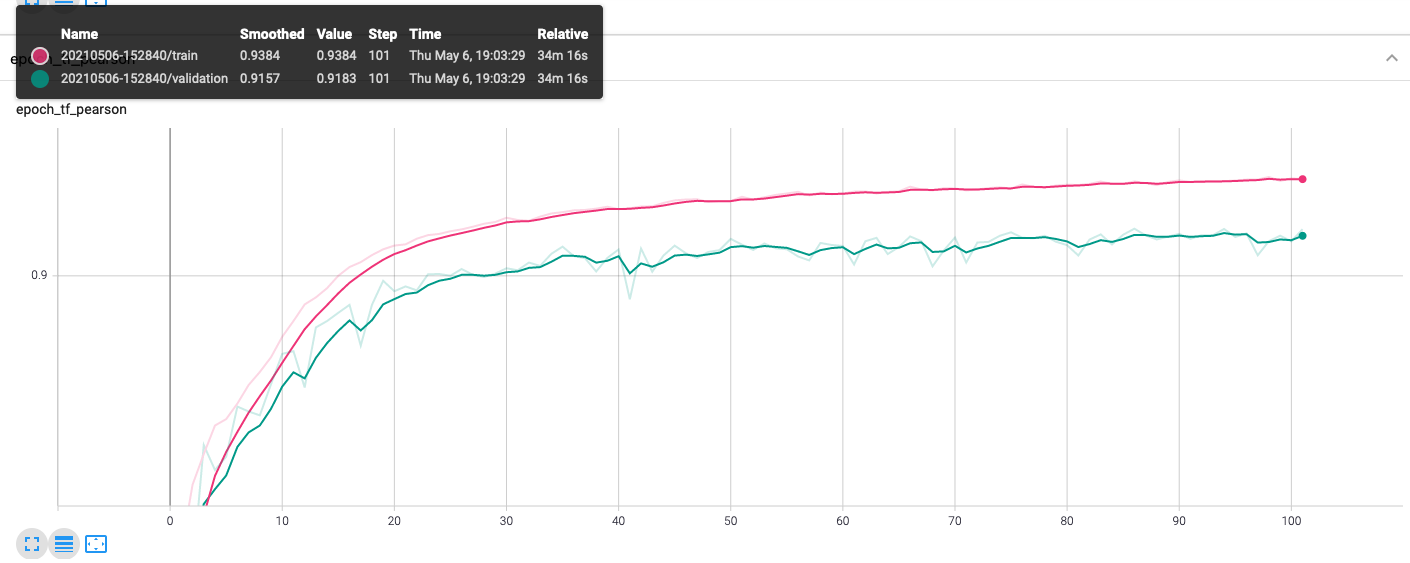 Name Smoothed Value Step Time Relative
20210506-152840/train 0.9384 0.9384 101 Thu May 6, 19:03:29 34m 16s
epoch_tf_pearson
20210506-152840/validation 0.9157 0.9183 101 Thu May 6, 19:03:29 34m 16s
epoch_tf_pearson
0.9
0 10 20 30 40 50 60 70 80 90 100